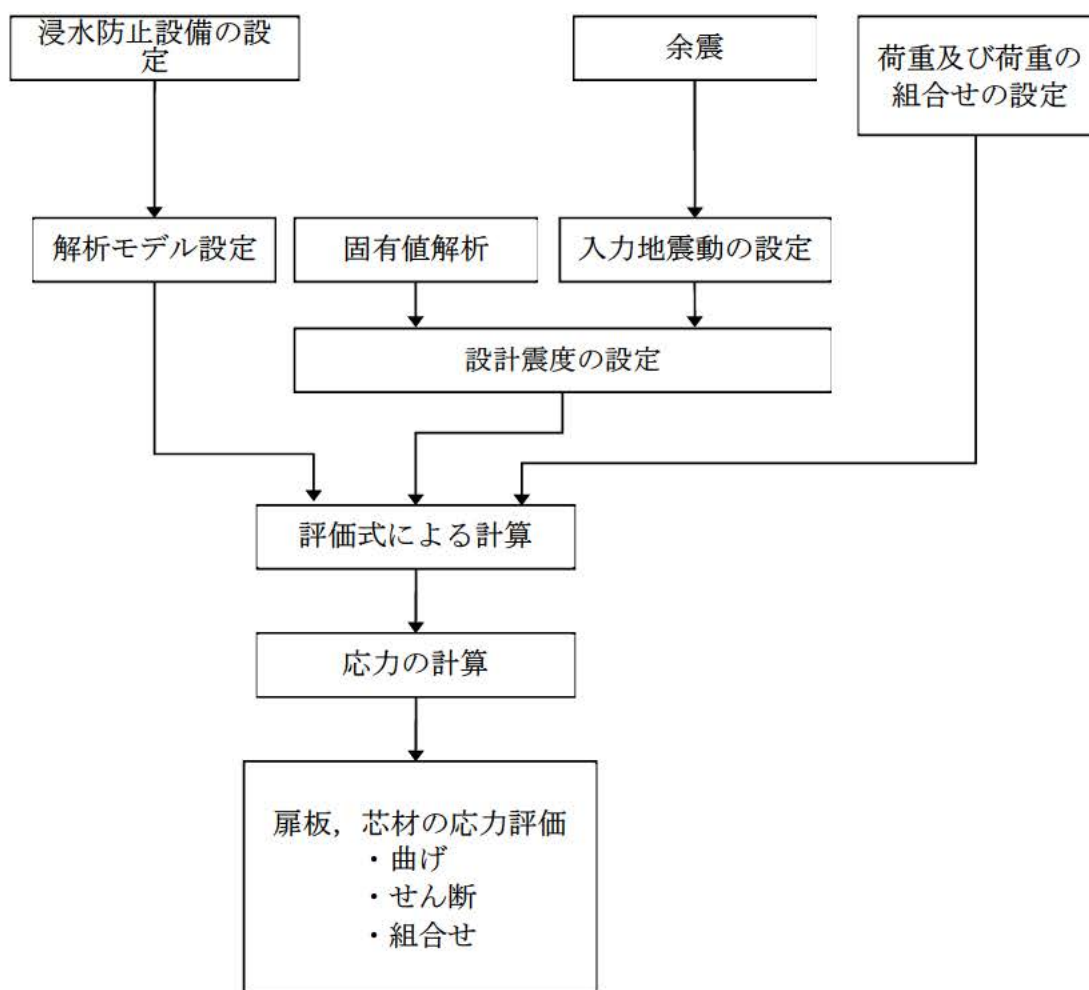 浸水防止設備の設
定
余震
荷重及び荷重の
組合せの設定
解析モデル設定
固有値解析
入力地震動の設定
設計震度の設定
評価式による計算
応力の計算
扉板，芯材の応力評価
・曲げ
・せん断
・組合せ